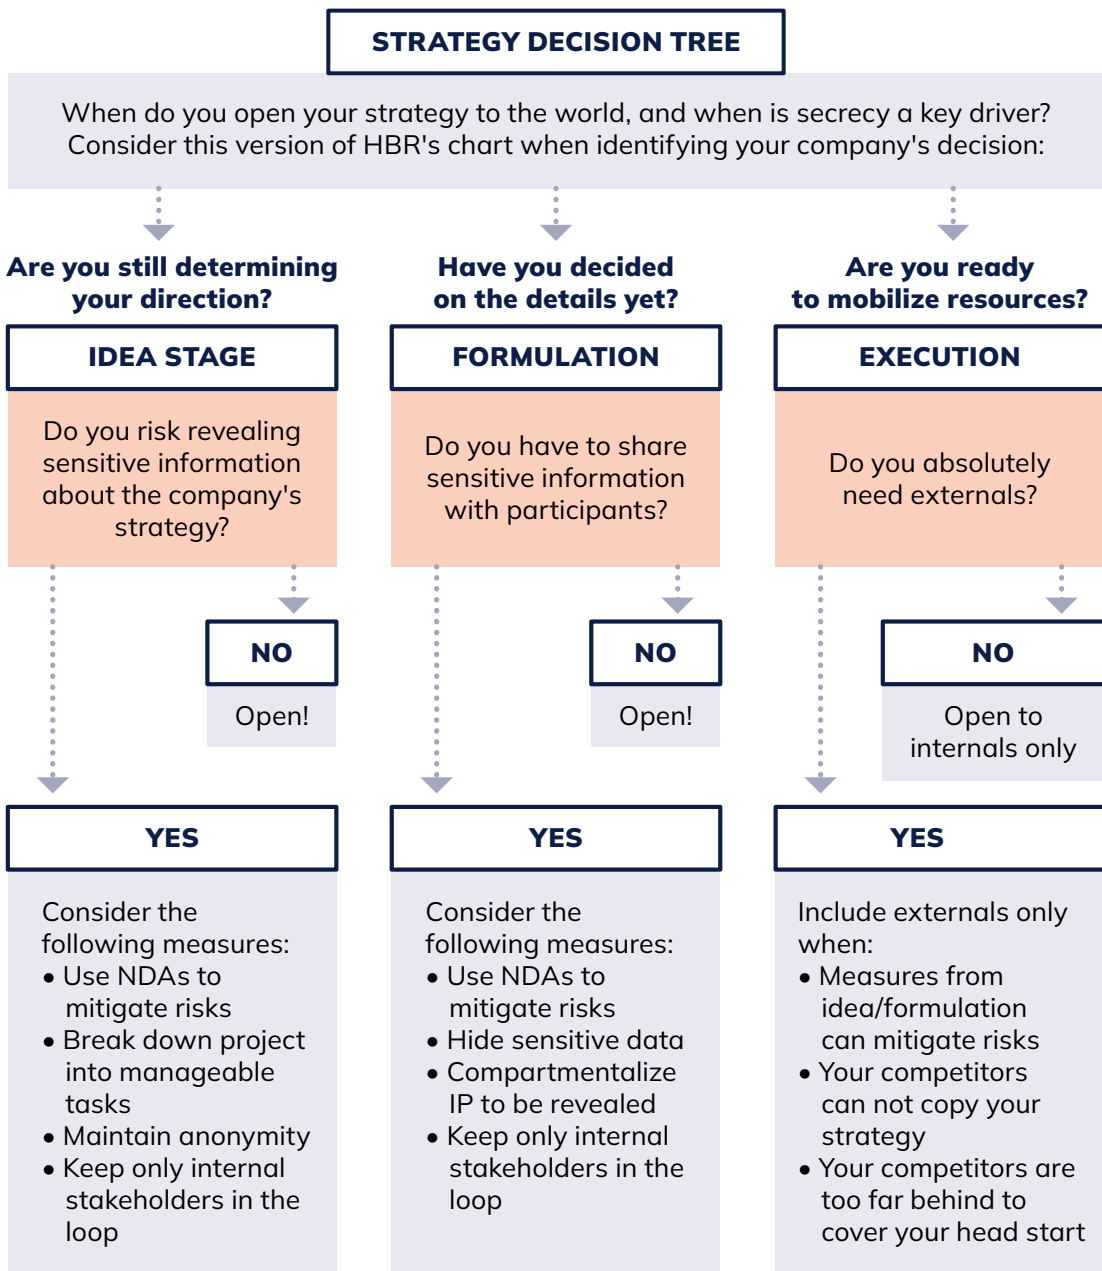 STRATEGY DECISION TREE
When do you open your strategy to the world, and when is secrecy a key driver?
Consider this version of HBR's chart when identifying your company's decision:
Are you still determining
your direction?
IDEA STAGE
Do you risk revealing
sensitive information
about the company's
strategy?
NO
Open!
YES
Consider the
following measures:
• Use NDAs to
mitigate risks
• Break down project
into manageable
tasks
• Maintain anonymity
• Keep only internal
stakeholders in the
loop
Have you decided
on the details yet?
FORMULATION
Do you have to share
sensitive information
with participants?
NO
Open!
YES
Consider the
following measures:
• Use NDAs to
mitigate risks
• Hide sensitive data
• Compartmentalize
IP to be revealed
• Keep only internal
stakeholders in the
loop
Are you ready
to mobilize resources?
EXECUTION
Do you absolutely
need externals?
NO
Open to
internals only
YES
Include externals only
when:
• Measures from
idea/formulation
can mitigate risks
• Your competitors
can not copy your
strategy
• Your competitors are
too far behind to
cover your head start